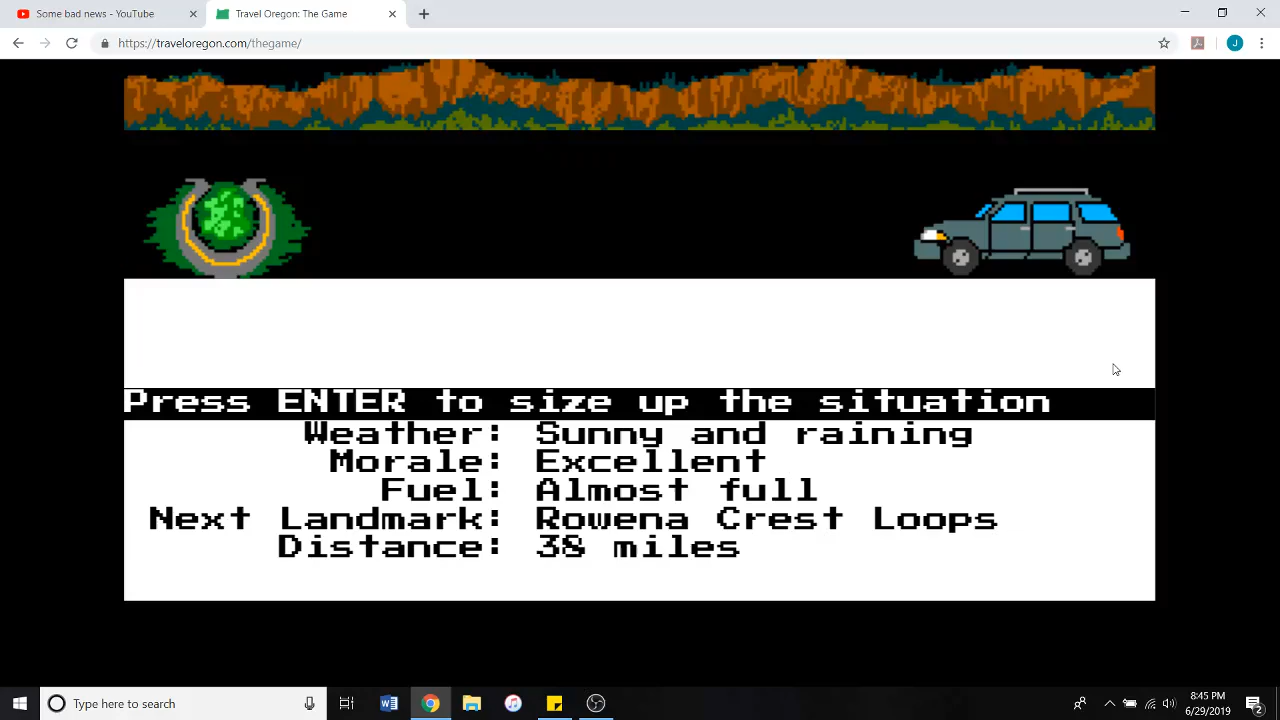 Some bad news - YouTube
Travel Oregon: The Game
https://traveloregon.com/thegame/
J
Press ENTER to size up the situation
Weather: Sunny and raining
Morale: Excellent
Fuel: Almost full
Next Landmark: Rowena Crest Loops
Distance: 38 miles
Type here to search
8:45 PM
6/29/2019
2